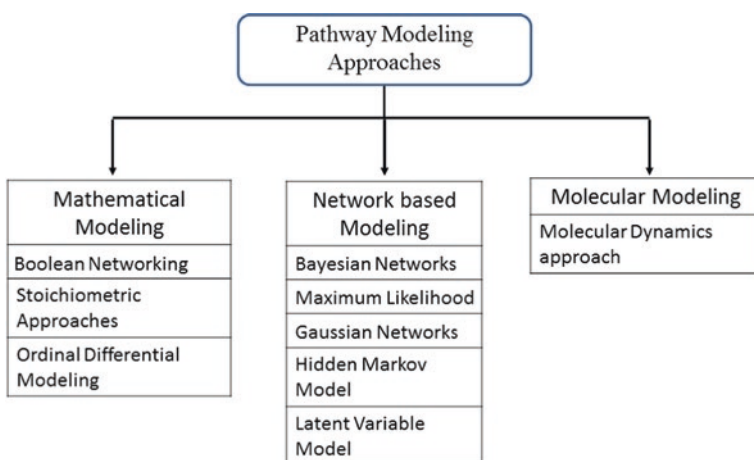 Pathway Modeling
Approaches
Mathematical
Modeling
Boolean Networking
Stoichiometric
Approaches
Ordinal Differential
Modeling
Network based
Modeling
Bayesian Networks
Maximum Likelihood
Gaussian Networks
Hidden Markov
Model
Latent Variable
Model
Molecular Modeling
Molecular Dynamics
approach